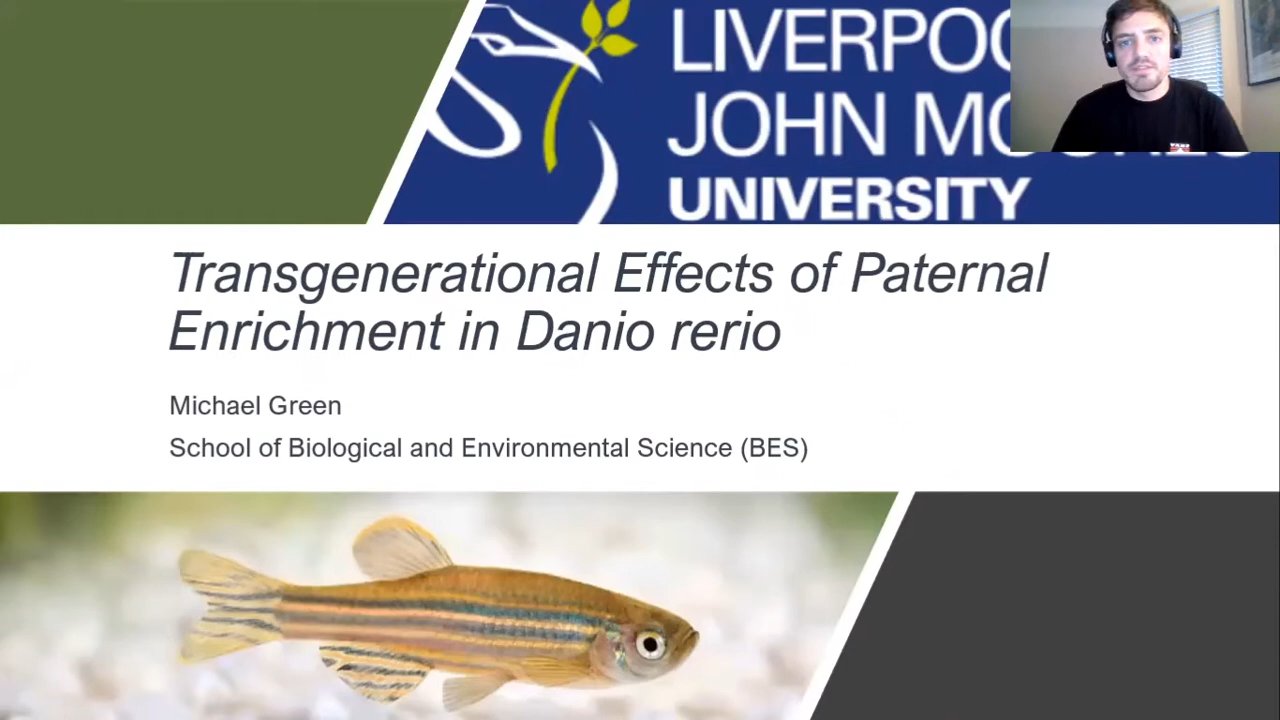 LIVERPOO
JOHN MOORES
UNIVERSITY
Transgenerational Effects of Paternal
Enrichment in Danio rerio
Michael Green
School of Biological and Environmental Science (BES)